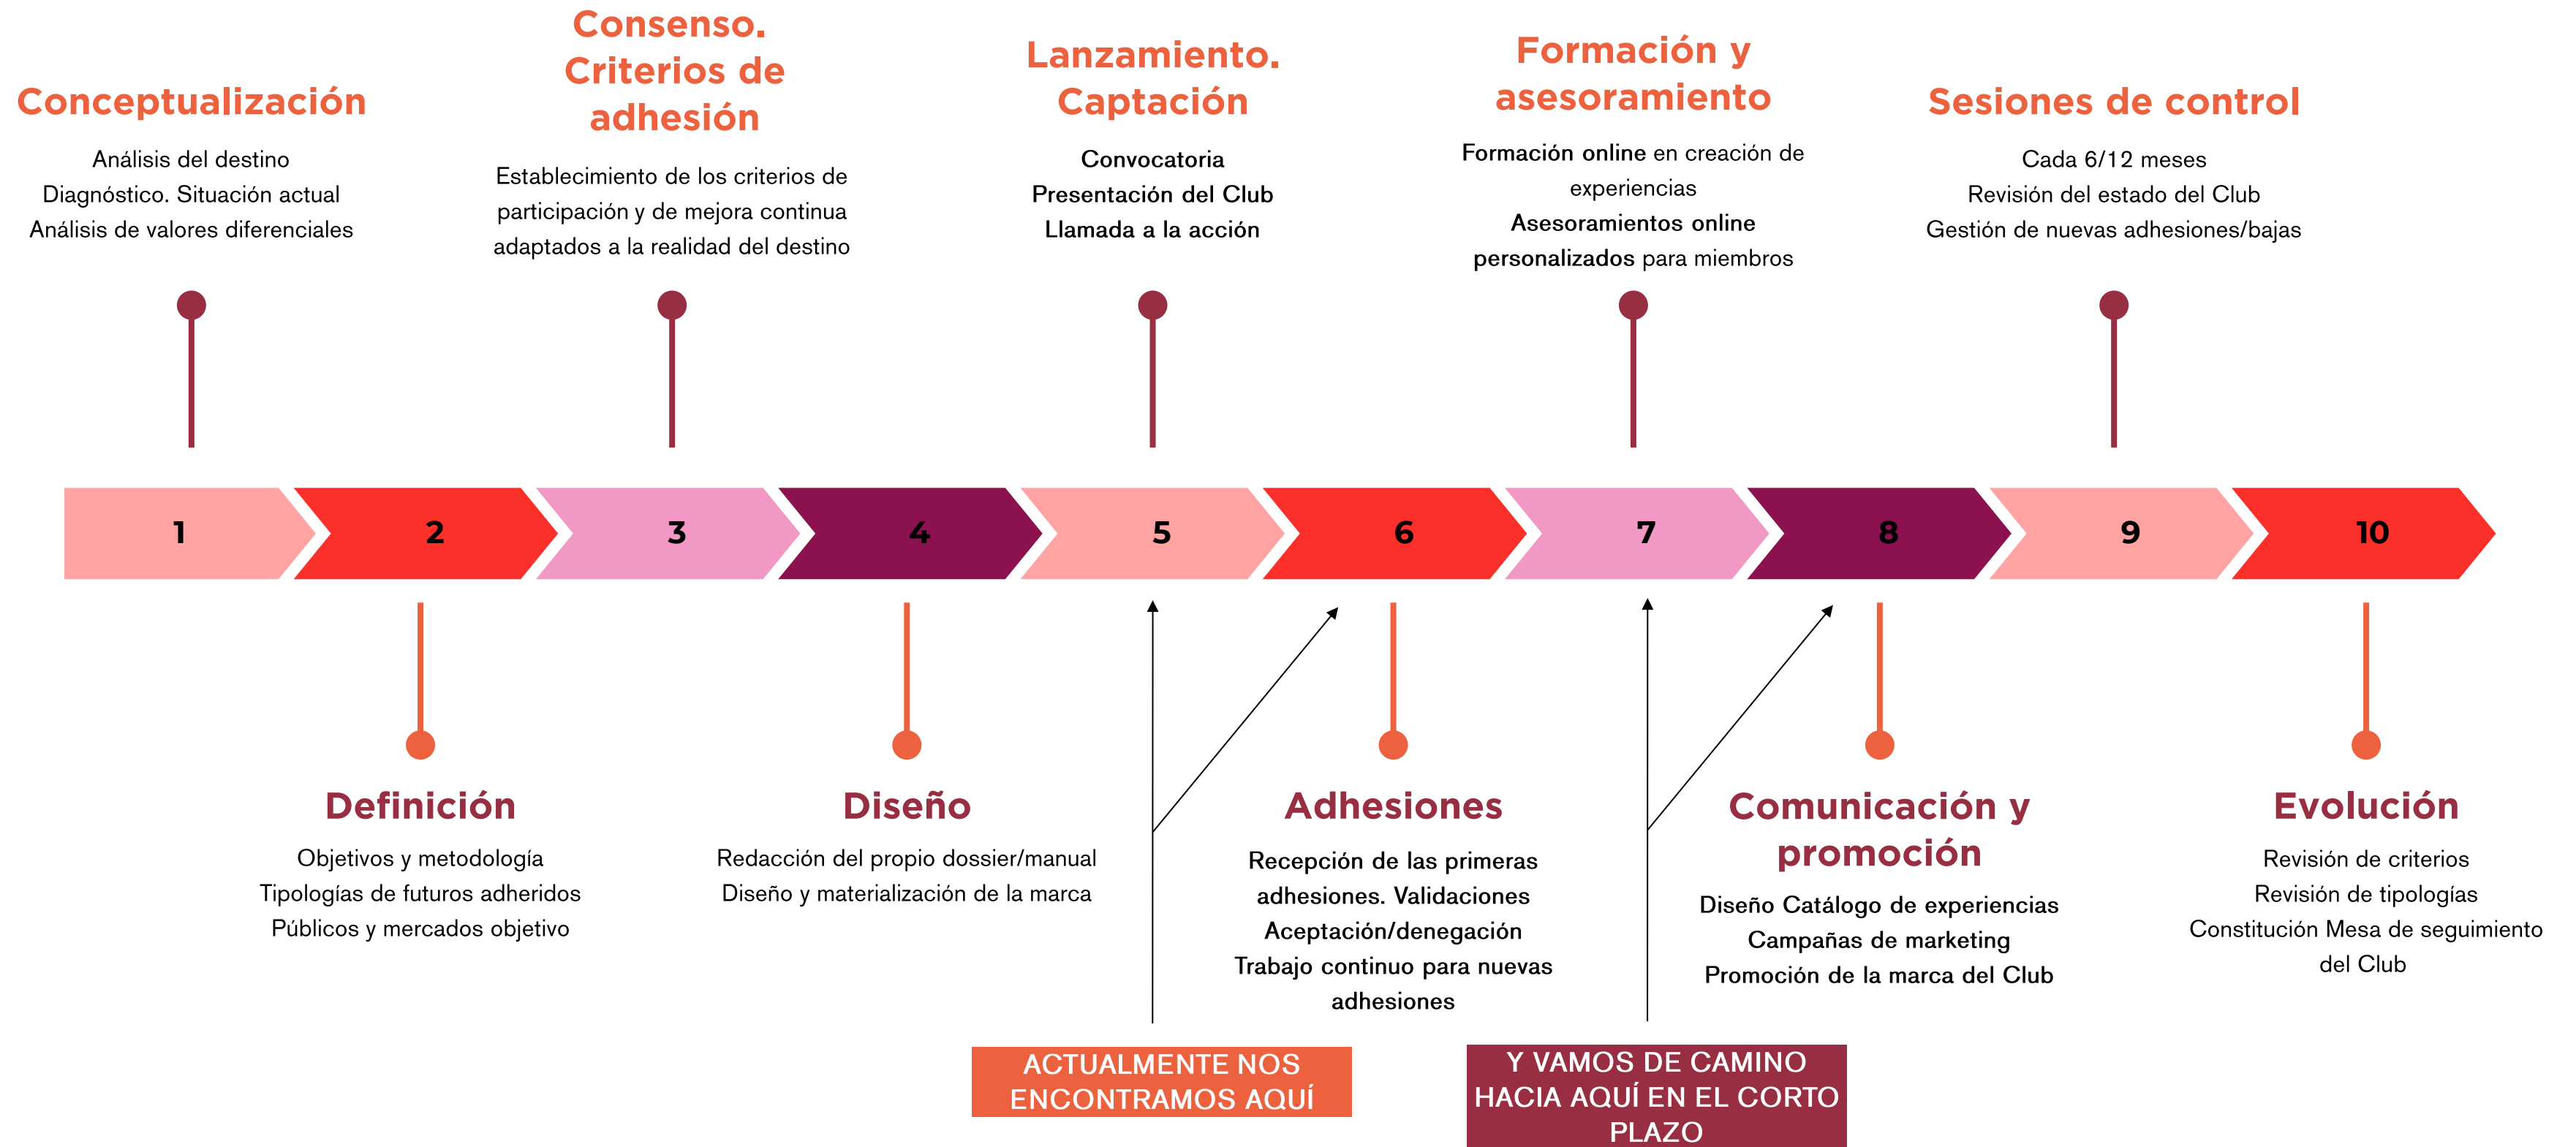 Conceptualización
Análisis del destino
Diagnóstico. Situación actual
Análisis de valores diferenciales
Consenso.
Criterios de
adhesión
Establecimiento de los criterios de
participación y de mejora continua
adaptados a la realidad del destino
Lanzamiento.
Captación
Convocatoria
Presentación del Club
Llamada a la acción
Formación y
asesoramiento
Formación online en creación de
experiencias
Asesoramientos online
personalizados para miembros
Sesiones de control
Cada 6/12 meses
Revisión del estado del Club
Gestión de nuevas adhesiones/bajas
1
2
3
4
5
6
7
8
9
10
Definición
Objetivos y metodología
Tipologías de futuros adheridos
Públicos y mercados objetivo
Diseño
Redacción del propio dossier/manual
Diseño y materialización de la marca
Adhesiones
Recepción de las primeras
adhesiones. Validaciones
Aceptación/denegación
Trabajo continuo para nuevas
adhesiones
Comunicación y
promoción
Diseño Catálogo de experiencias
Campañas de marketing
Promoción de la marca del Club
Evolución
Revisión de criterios
Revisión de tipologías
Constitución Mesa de seguimiento
del Club
ACTUALMENTE NOS
ENCONTRAMOS AQUÍ
Y VAMOS DE CAMINO
HACIA AQUÍ EN EL CORTO
PLAZO